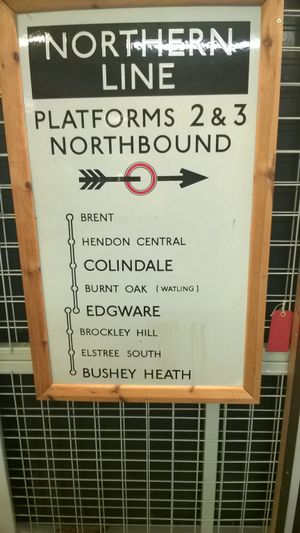 NORTHERN
LINE
PLATFORMS 2 & 3
NORTHBOUND
BRENT
HENDON CENTRAL
COLINDALE
BURNT OAK (WATLING)
EDGWARE
BROCKLEY HILL
ELSTREE SOUTH
BUSHEY HEATH